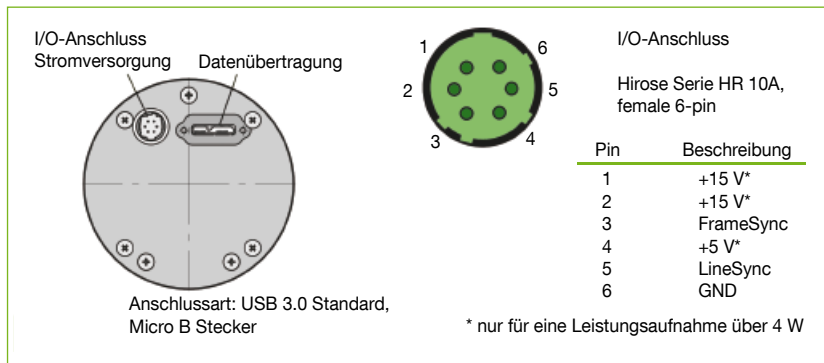 I/O-Anschluss
Stromversorgung
Datenübertragung
Anschlussart: USB 3.0 Standard,
Micro B Stecker
1
2
3
4
5
6
I/O-Anschluss
Hirose Serie HR 10A,
female 6-pin
Pin Beschreibung
1 +15 V*
2 +15 V*
3 FrameSync
4 +5 V*
5 LineSync
6 GND
* nur für eine Leistungsaufnahme über 4 W